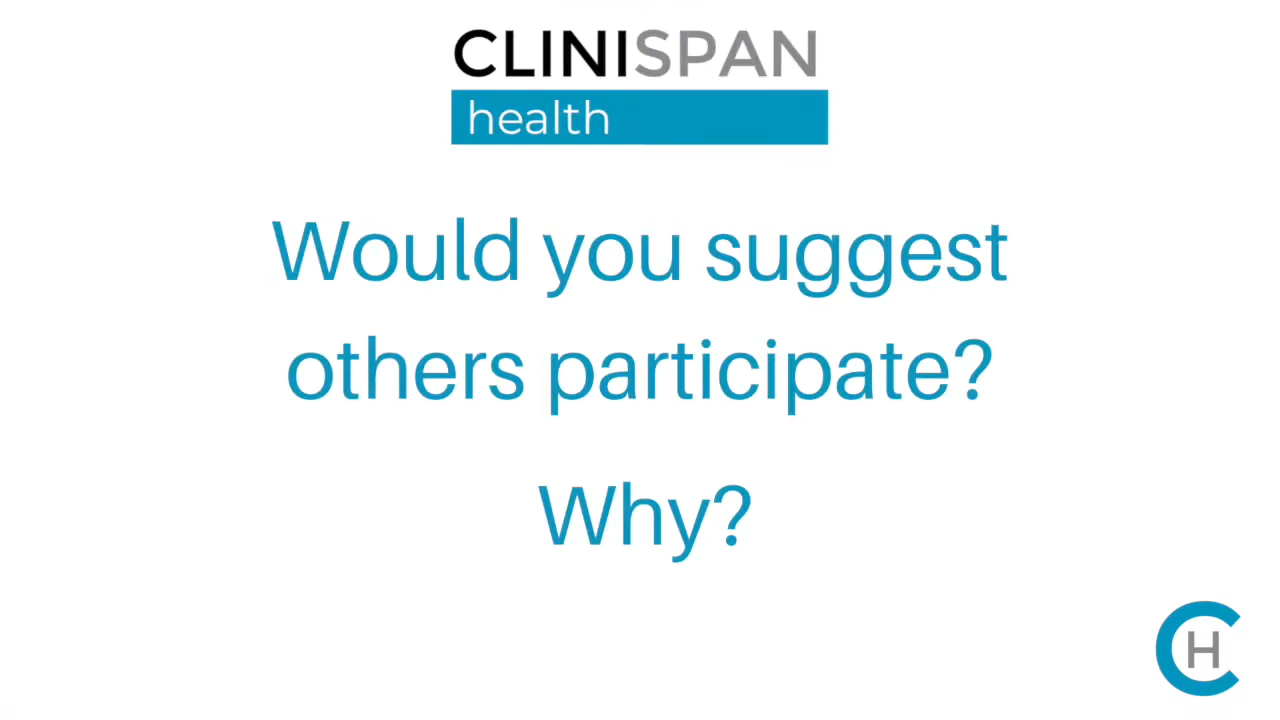 CLINISPAN
health
Would you suggest
others participate?
Why?
CH